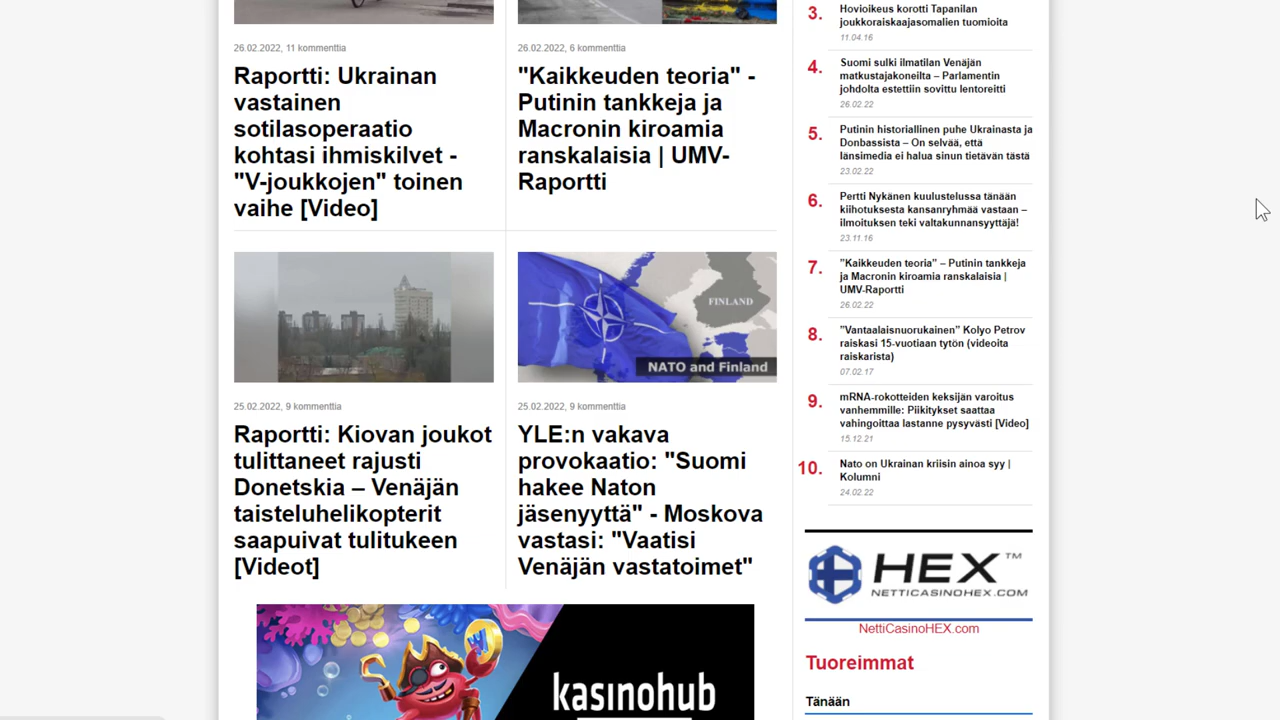 26.02.2022, 11 kommenttia
Raportti: Ukrainan
vastainen
sotilasoperaatio
kohtasi ihmiskilvet -
"V-joukkojen" toinen
vaihe [Video]
26.02.2022, 6 kommenttia
"Kaikkeuden teoria" -
Putinin tankkeja ja
Macronin kiroamia
ranskalaisia | UMV-
Raportti
FINLAND
NATO and Finland
25.02.2022, 9 kommenttia
Raportti: Kiovan joukot
tulittaneet rajusti
Donetskia – Venäjän
taisteluhelikopterit
saapuivat tulitukeen
[Videot]
25.02.2022, 9 kommenttia
YLE:n vakava
provokaatio: "Suomi
hakee Naton
jäsenyyttä" - Moskova
vastasi: "Vaatisi
Venäjän vastatoimet"
kasinohub
3. Hovioikeus korotti Tapanilan
joukkoraiskaajasomalien tuomioita
11.04.16
4. Suomi sulki ilmatilan Venäjän
matkustajakoneilta – Parlamentin
johdolta estettiin sovittu lentoreitti
26.02.22
5. Putinin historiallinen puhe Ukrainasta ja
Donbassista – On selvää, että
länsimedia ei halua sinun tietävän tästä
23.02.22
6. Pertti Nykänen kuulustelussa tänään
kiihotuksesta kansanryhmää vastaan –
ilmoituksen teki valtakunnansyyttäjä!
23.11.16
7. ”Kaikkeuden teoria” – Putinin tankkeja
ja Macronin kiroamia ranskalaisia |
UMV-Raportti
26.02.22
8. ”Vantaalaisnuorukainen” Kolyo Petrov
raiskasi 15-vuotiaan tytön (videoita
raiskarista)
07.02.17
9. mRNA-rokotteiden keksijän varoitus
vanhemmille: Piikitykset saattaa
vahingoittaa lastanne pysyvästi [Video]
15.12.21
10. Nato on Ukrainan kriisin ainoa syy |
Kolumni
24.02.22
HEX™
NETTICASINOHEX.COM
NettiCasinoHEX.com
Tuoreimmat
Tänään